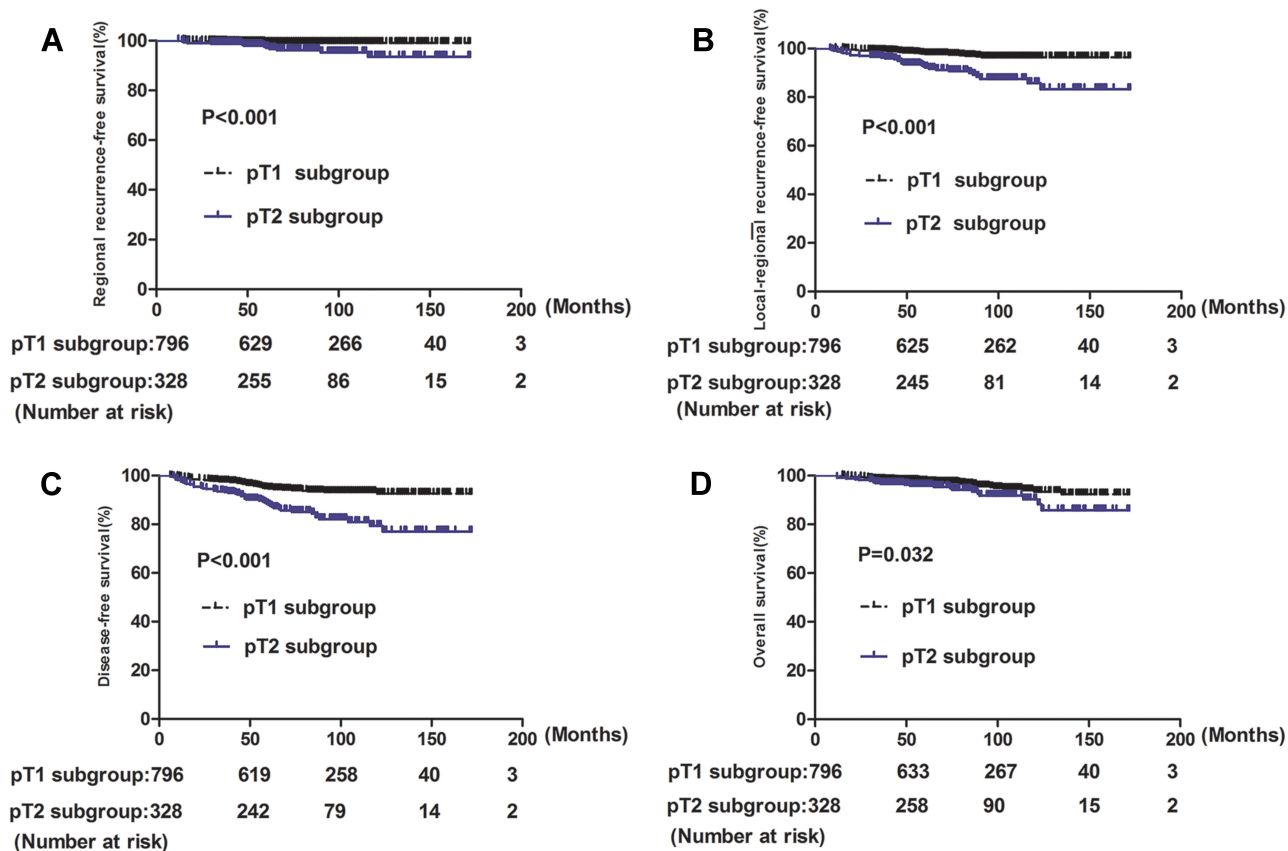 A
Regional recurrence-free survival(%)
100
80
60
40
20
0
P<0.001
pT1 subgroup
pT2 subgroup
0 50 100 150 200 (Months)
pT1 subgroup:796 629 266 40 3
pT2 subgroup:328 255 86 15 2
(Number at risk)
B
Local-regional recurrence-free survival(%)
100
80
60
40
20
0
P<0.001
pT1 subgroup
pT2 subgroup
0 50 100 150 200 (Months)
pT1 subgroup:796 625 262 40 3
pT2 subgroup:328 245 81 14 2
(Number at risk)
C
Disease-free survival(%)
100
80
60
40
20
0
P<0.001
pT1 subgroup
pT2 subgroup
0 50 100 150 200 (Months)
pT1 subgroup:796 619 258 40 3
pT2 subgroup:328 242 79 14 2
(Number at risk)
D
Overall survival(%)
100
80
60
40
20
0
P=0.032
pT1 subgroup
pT2 subgroup
0 50 100 150 200 (Months)
pT1 subgroup:796 633 267 40 3
pT2 subgroup:328 258 90 15 2
(Number at risk)